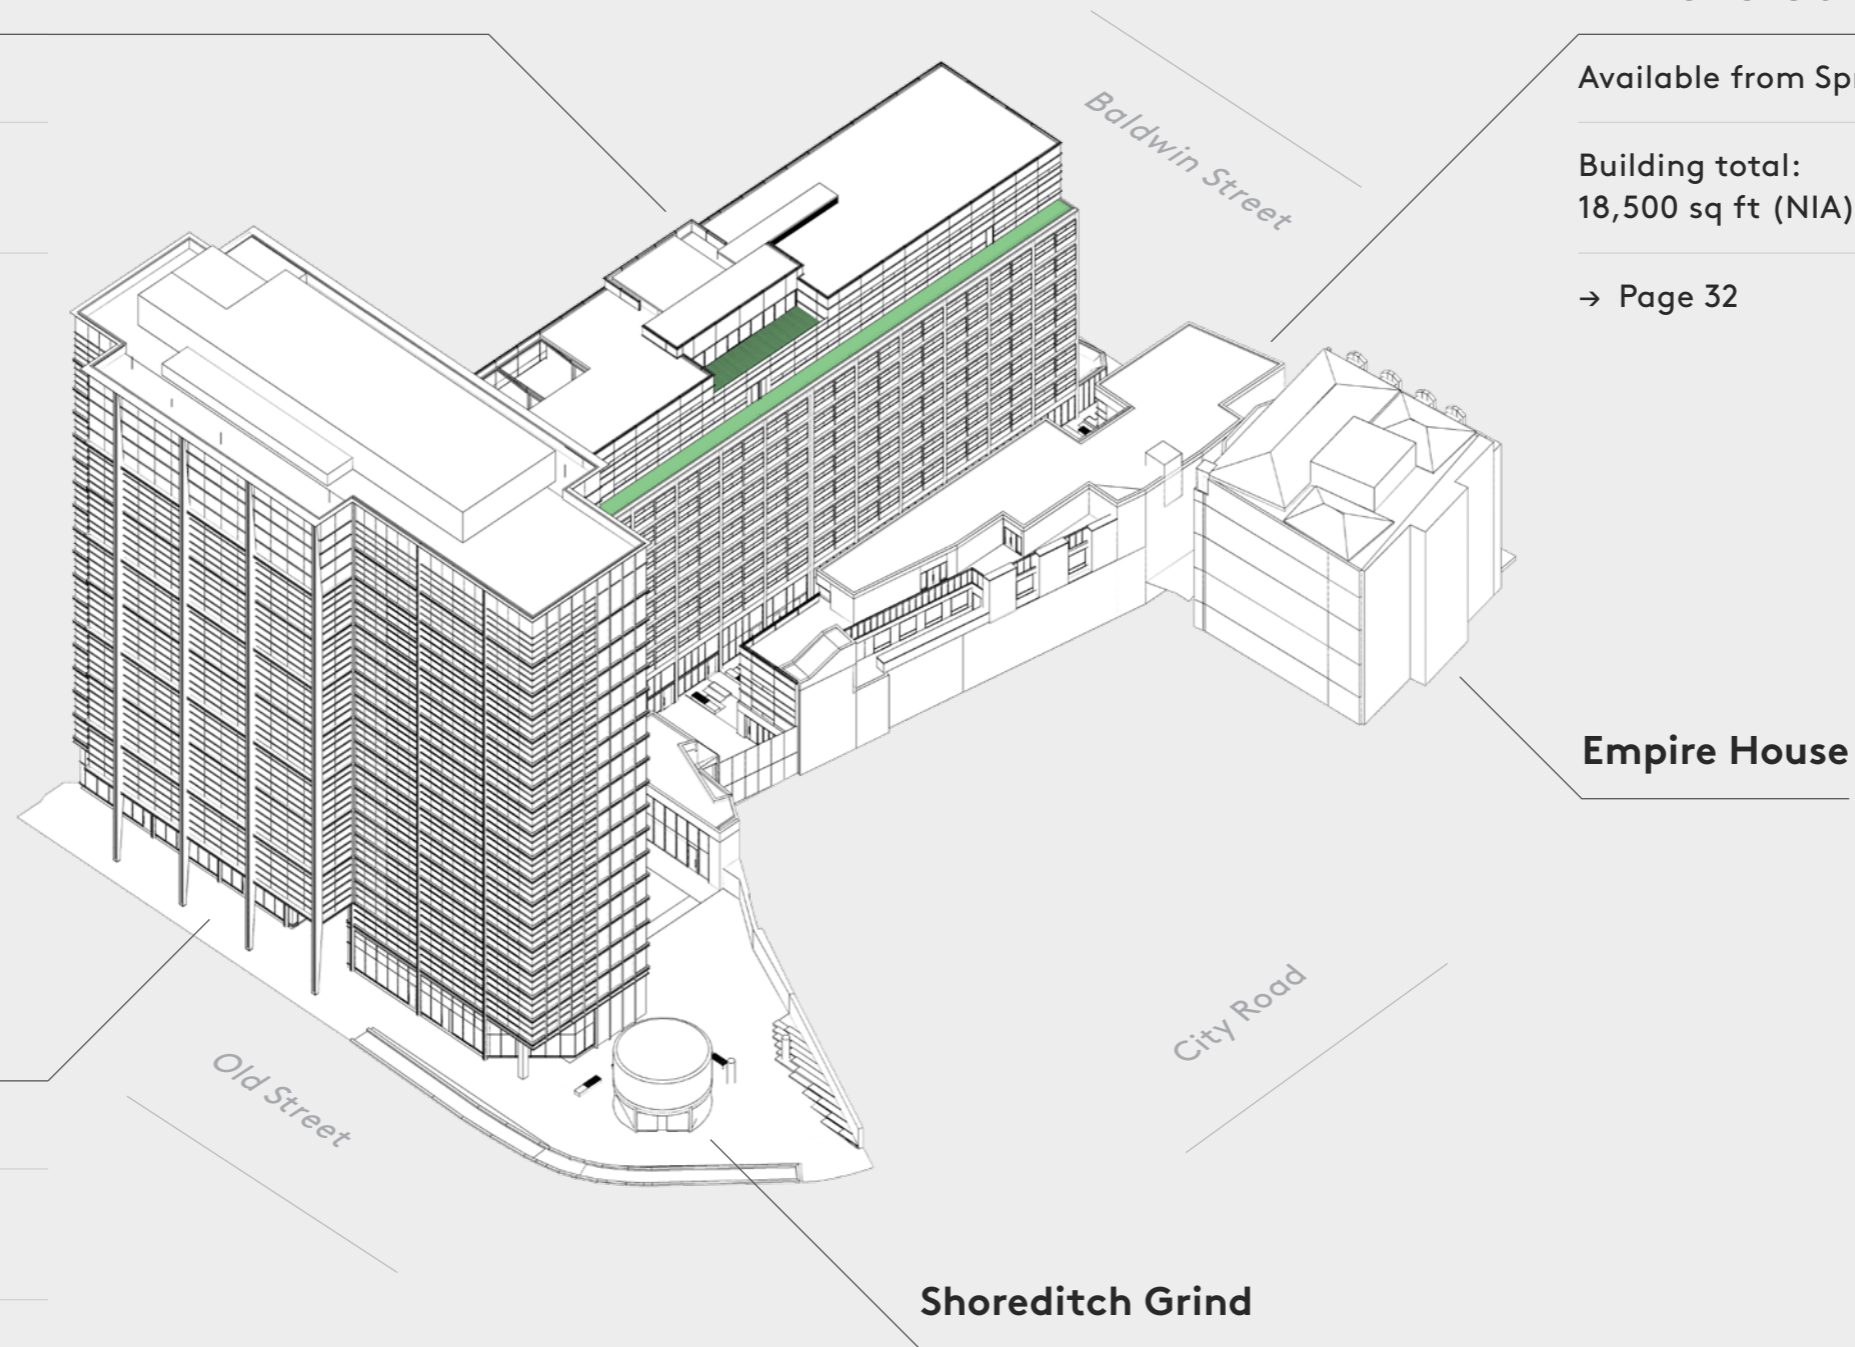 Available from
Building total:
18,500 sq ft (NIA)
→ Page 32
Baldwin Street
Empire House
City Road
Old Street
Shoreditch Grind